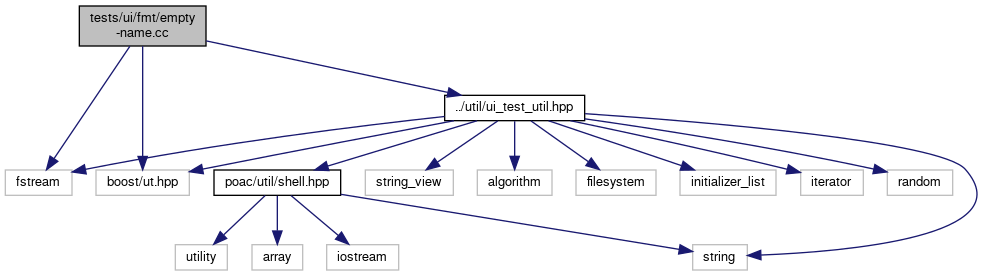 tests/ui/fmt/empty
-name.cc
../util/ui_test_util.hpp
fstream
boost/ut.hpp
poac/util/shell.hpp
string_view
algorithm
filesystem
initializer_list
iterator
random
utility
array
iostream
string